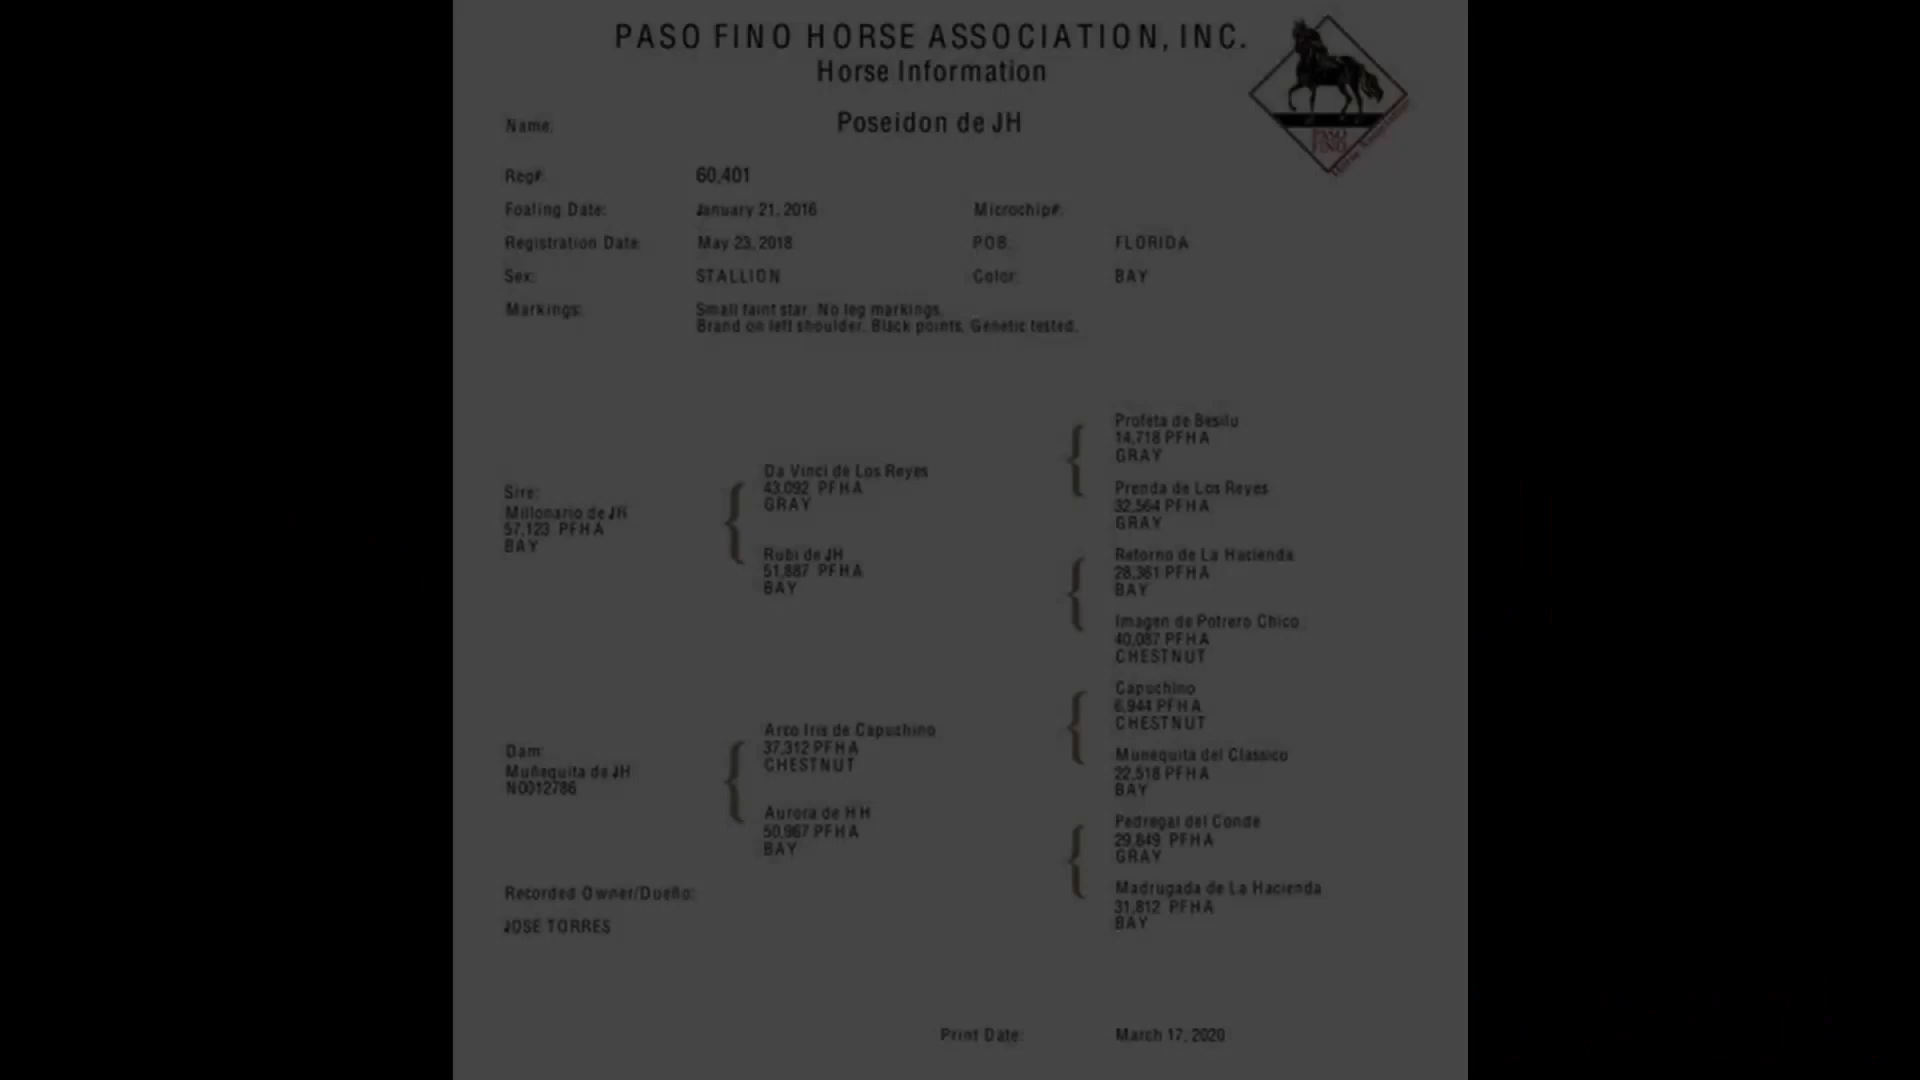 PASO FINO HORSE ASSOCIATION, INC.
Horse Information
Name: Poseidon de JH
PASO
FINO
Horse Association
Reg#: 60,401
Foaling Date: January 21, 2016 Microchip#:
Registration Date: May 23, 2018 POB: FLORIDA
Sex: STALLION Color: BAY
Markings: Small faint star. No leg markings.
Brand on left shoulder. Black points. Genetic tested.
Sire:
Millonario de JH
57,123 PFHA
BAY
Da Vinci de Los Reyes
43,092 PFHA
GRAY
Rubi de JH
51,887 PFHA
BAY
Profeta de Besilu
14,718 PFHA
GRAY
Prenda de Los Reyes
32,564 PFHA
GRAY
Retorno de La Hacienda
28,361 PFHA
BAY
Imagen de Potrero Chico
40,087 PFHA
CHESTNUT
Dam:
Muñequita de JH
N0012786
Arco Iris de Capuchino
37,312 PFHA
CHESTNUT
Aurora de HH
50,967 PFHA
BAY
Capuchino
6,944 PFHA
CHESTNUT
Munequita del Classico
22,518 PFHA
BAY
Pedregal del Conde
29,849 PFHA
GRAY
Madrugada de La Hacienda
31,812 PFHA
BAY
Recorded Owner/Dueño:
JOSE TORRES
Print Date: March 17, 2020